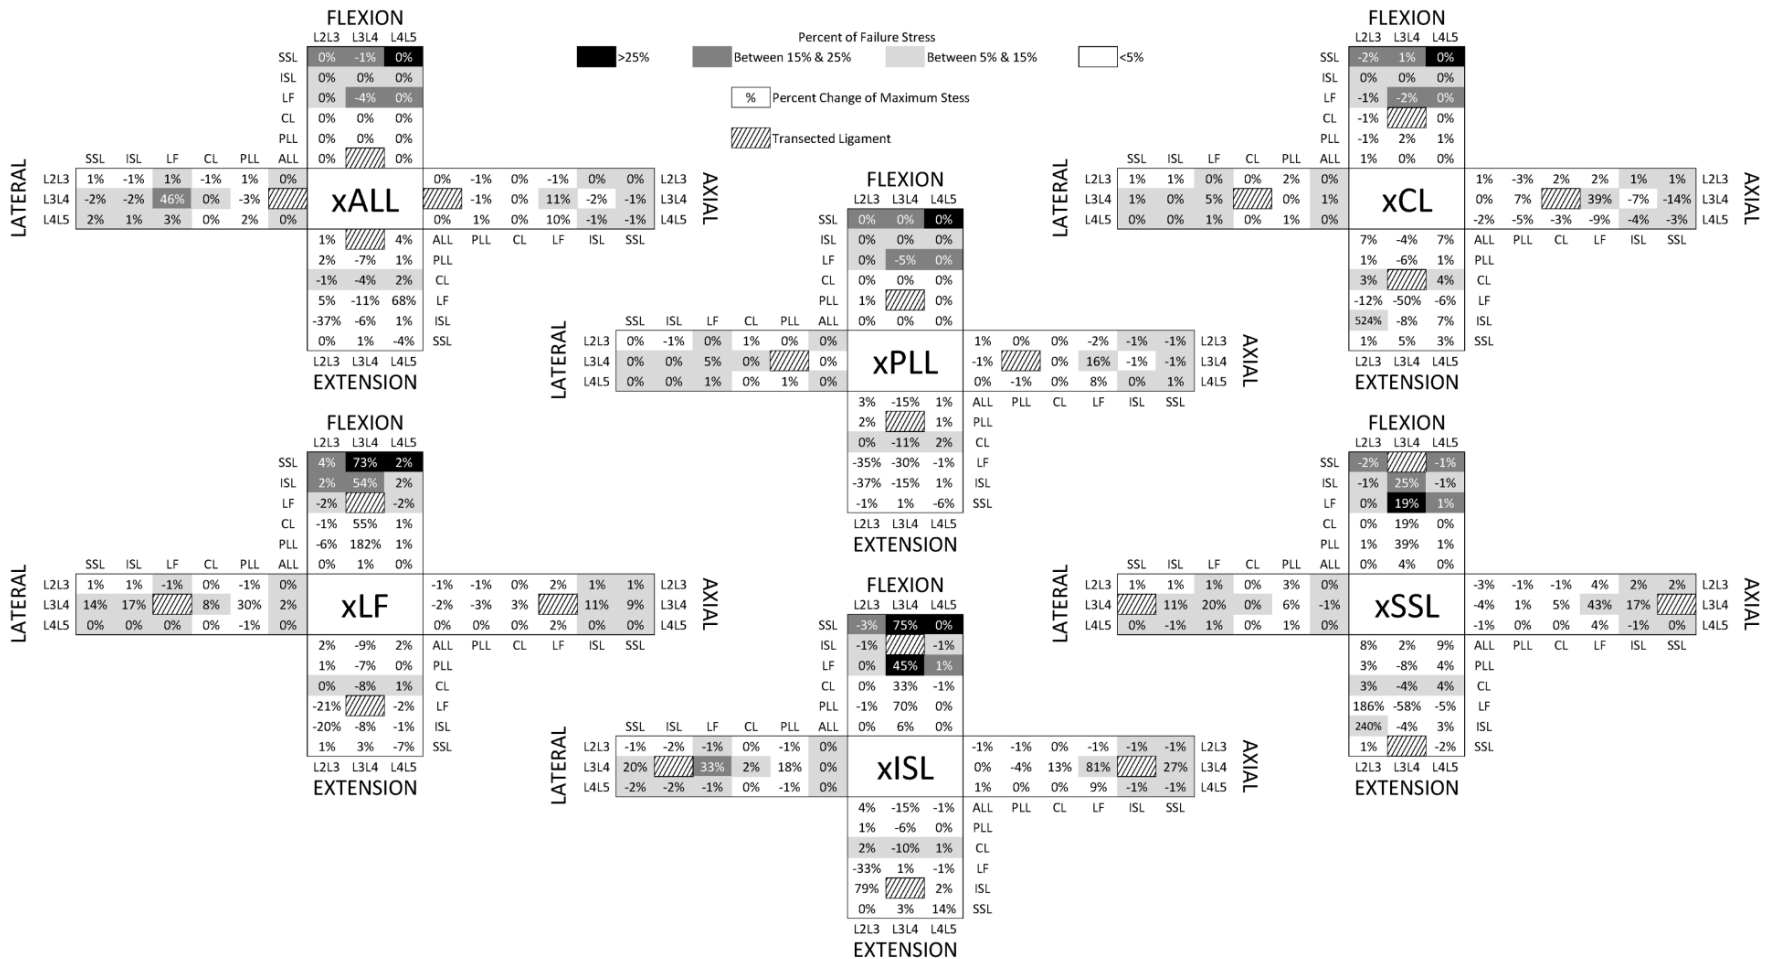 FLEXION
L2L3 L3L4 L4L5
SSL 0% -1% 0%
ISL 0% 0% 0%
LF 0% -4% 0%
CL 0% 0% 0%
PLL 0% 0% 0%
SSL ISL LF CL PLL ALL 0% 0%
LATERAL
L2L3 1% -1% 1% -1% 1% 0% 0% -1% 0% -1% 0% 0% L2L3
L3L4 -2% -2% 46% 0% -3% xALL -1% 0% 11% -2% -1% L3L4
L4L5 2% 1% 3% 0% 2% 0% 0% 1% 0% 10% -1% -1% L4L5
AXIAL
1% 4% ALL PLL CL LF ISL SSL
2% -7% 1% PLL
-1% -4% 2% CL
5% -11% 68% LF
-37% -6% 1% ISL
0% 1% -4% SSL
L2L3 L3L4 L4L5
EXTENSION
Percent of Failure Stress
>25% Between 15% & 25% Between 5% & 15% <5%
% Percent Change of Maximum Stess
Transected Ligament
FLEXION
L2L3 L3L4 L4L5
SSL -2% 1% 0%
ISL 0% 0% 0%
LF -1% -2% 0%
CL -1% 0%
PLL -1% 2% 1%
SSL ISL LF CL PLL ALL 1% 0% 0%
LATERAL
L2L3 1% 1% 0% 0% 2% 0% 1% -3% 2% 2% 1% 1% L2L3
L3L4 1% 0% 5% 0% 1% xCL 0% 7% 39% -7% -14% L3L4
L4L5 0% 0% 1% 0% 1% 0% -2% -5% -3% -9% -4% -3% L4L5
AXIAL
7% -4% 7% ALL PLL CL LF ISL SSL
1% -6% 1% PLL
3% 4% CL
-12% -50% -6% LF
524% -8% 7% ISL
1% 5% 3% SSL
L2L3 L3L4 L4L5
EXTENSION
FLEXION
SSL 0% 0% 0%
ISL 0% 0% 0%
LF 0% -5% 0%
CL 0% 0% 0%
PLL 1% 0%
SSL ISL LF CL PLL ALL 0% 0% 0%
LATERAL
L2L3 0% -1% 0% 1% 0% 0% 1% 0% 0% -2% -1% -1% L2L3
L3L4 0% 0% 5% 0% 0% xPLL -1% 0% 16% -1% -1% L3L4
L4L5 0% 0% 1% 0% 1% 0% 0% -1% 0% 8% 0% 1% L4L5
AXIAL
3% -15% 1% ALL PLL CL LF ISL SSL
2% 1% PLL
0% -11% 2% CL
-35% -30% -1% LF
-37% -15% 1% ISL
-1% 1% -6% SSL
L2L3 L3L4 L4L5
EXTENSION
FLEXION
L2L3 L3L4 L4L5
SSL 4% 73% 2%
ISL 2% 54% 2%
LF -2% -2%
CL -1% 55% 1%
PLL -6% 182% 1%
SSL ISL LF CL PLL ALL 0% 1% 0%
LATERAL
L2L3 1% 1% -1% 0% -1% 0% -1% -1% 0% 2% 1% 1% L2L3
L3L4 14% 17% 8% 30% 2% xLF -2% -3% 3% 11% 9% L3L4
L4L5 0% 0% 0% 0% -1% 0% 0% 0% 0% 2% 0% 0% L4L5
AXIAL
2% -9% 2% ALL PLL CL LF ISL SSL
1% -7% 0% PLL
0% -8% 1% CL
-21% -2% LF
-20% -8% -1% ISL
1% 3% -7% SSL
L2L3 L3L4 L4L5
EXTENSION
FLEXION
L2L3 L3L4 L4L5
SSL -2% -1%
ISL -1% 25% -1%
LF 0% 19% 1%
CL 0% 19% 0%
PLL 1% 39% 1%
SSL ISL LF CL PLL ALL 0% 4% 0%
LATERAL
L2L3 1% 1% 1% 0% 3% 0% -3% -1% -1% 4% 2% 2% L2L3
L3L4 11% 20% 0% 6% -1% xSSL -4% 1% 5% 43% 17% L3L4
L4L5 0% -1% 1% 0% 1% 0% -1% 0% 0% 4% -1% 0% L4L5
AXIAL
8% 2% 9% ALL PLL CL LF ISL SSL
3% -8% 4% PLL
3% -4% 4% CL
186% -58% -5% LF
240% -4% 3% ISL
1% -2% SSL
L2L3 L3L4 L4L5
EXTENSION
FLEXION
L2L3 L3L4 L4L5
SSL -3% 75% 0%
ISL -1% -1%
LF 0% 45% 1%
CL 0% 33% -1%
PLL -1% 70% 0%
SSL ISL LF CL PLL ALL 0% 6% 0%
LATERAL
L2L3 -1% -2% -1% 0% -1% 0% -1% -1% 0% -1% -1% -1% L2L3
L3L4 20% 33% 2% 18% 0% xISL 0% -4% 13% 81% 27% L3L4
L4L5 -2% -2% -1% 0% -1% 0% 1% 0% 0% 9% -1% -1% L4L5
AXIAL
4% -15% -1% ALL PLL CL LF ISL SSL
1% -6% 0% PLL
2% -10% 1% CL
-33% 1% -1% LF
79% 2% ISL
0% 3% 14% SSL
L2L3 L3L4 L4L5
EXTENSION